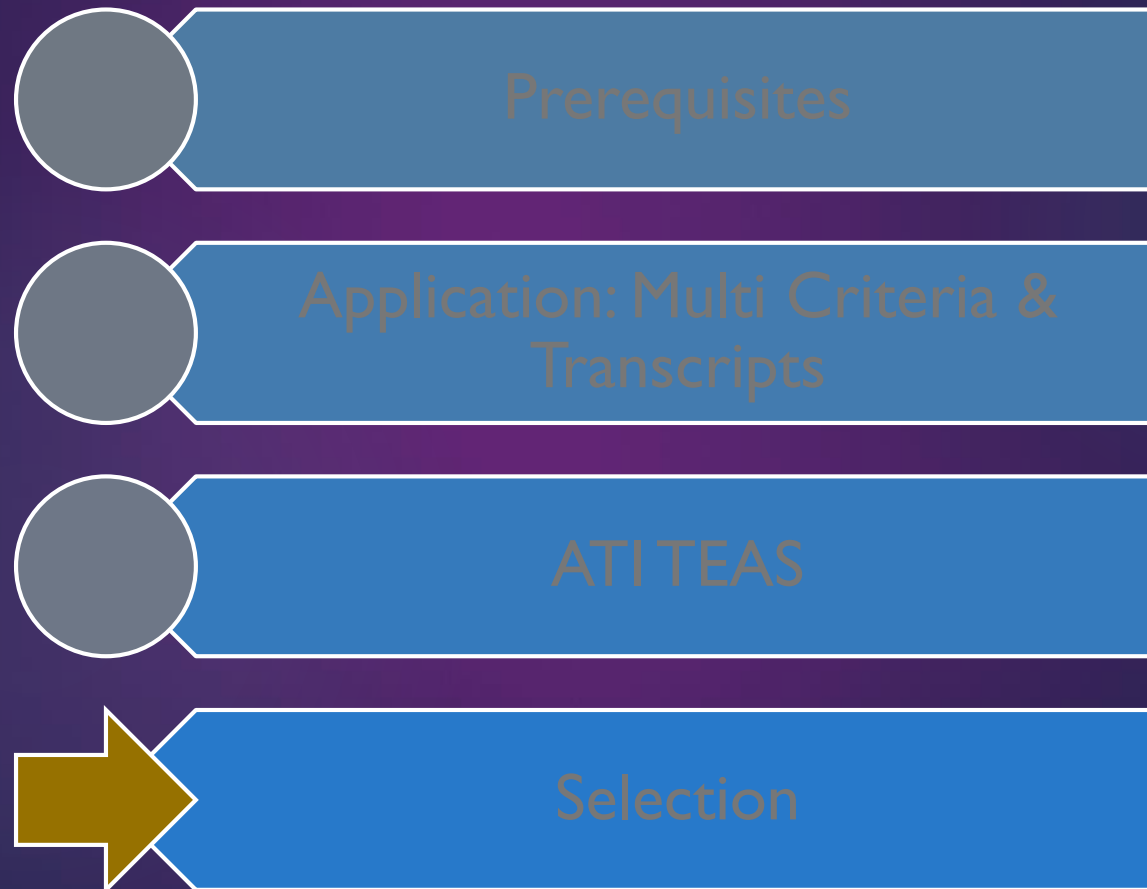 Prerequisites
Application: Multi Criteria &
Transcripts
ATI TEAS
Selection